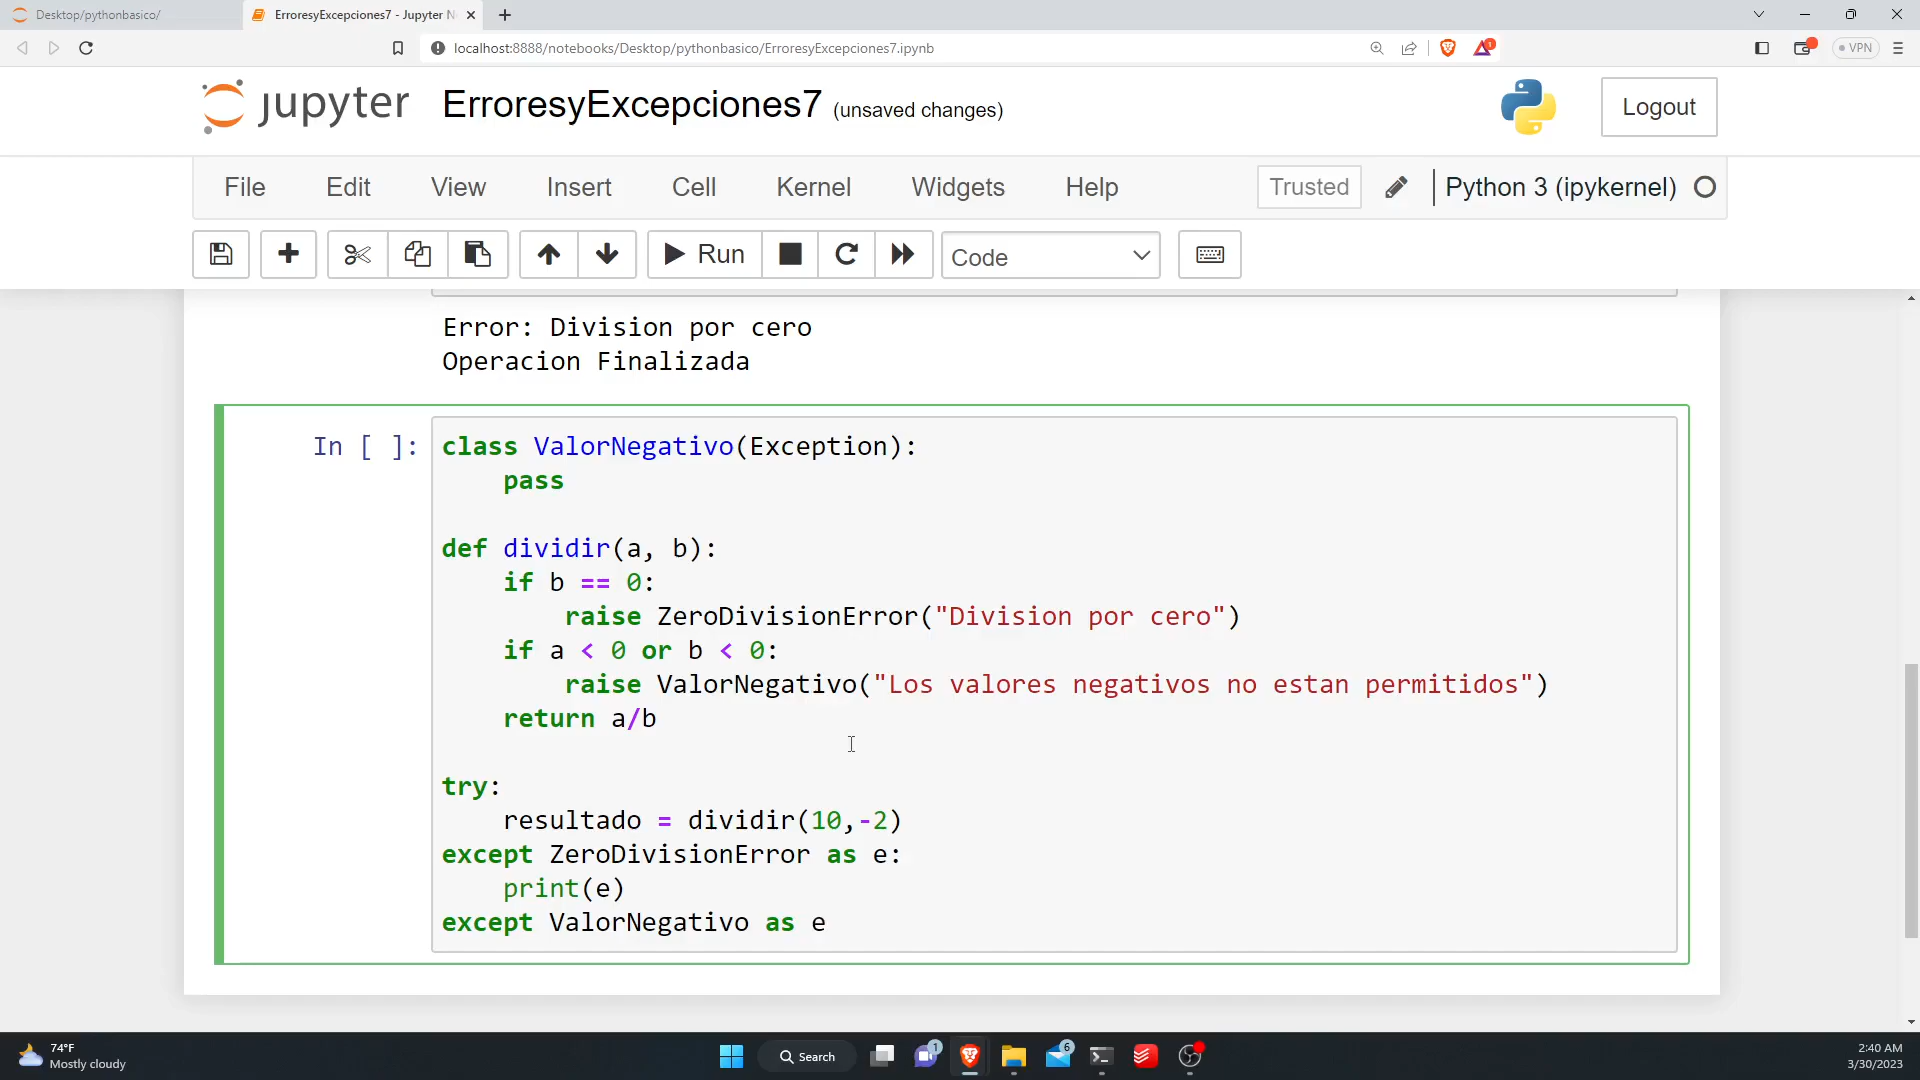 Desktop/pythonbasico/
ErroresyExcepciones7 - Jupyter N
localhost:8888/notebooks/Desktop/pythonbasico/ErroresyExcepciones7.ipynb
1
VPN
jupyter
ErroresyExcepciones7 (unsaved changes)
Logout
File Edit View Insert Cell Kernel Widgets Help
Trusted
Python 3 (ipykernel)
Run
Code
Error: Division por cero
Operacion Finalizada
In [ ]:
class ValorNegativo(Exception):
    pass
def dividir(a, b):
    if b == 0:
        raise ZeroDivisionError("Division por cero")
    if a < 0 or b < 0:
        raise ValorNegativo("Los valores negativos no estan permitidos")
    return a/b
try:
    resultado = dividir(10,-2)
except ZeroDivisionError as e:
    print(e)
except ValorNegativo as e
74°F
Mostly cloudy
Search
1
6
2:40 AM
3/30/2023